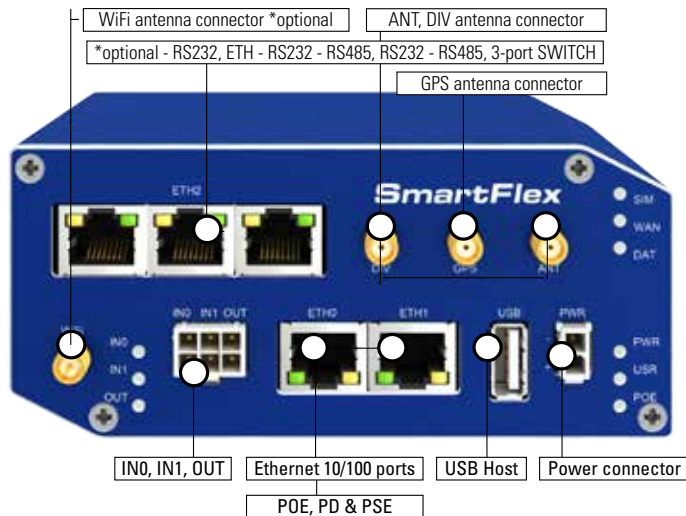 WiFi antenna connector *optional
ANT, DIV antenna connector
*optional - RS232, ETH - RS232 - RS485, RS232 - RS485, 3-port SWITCH
GPS antenna connector
ETH2
SmartFlex
SIM
WAN
DAT
DIV
GPS
ANT
IN0 IN1 OUT
ETH0
ETH1
USB
PWR
WiFi
IN0
IN1
OUT
PWR
USR
POE
IN0, IN1, OUT
Ethernet 10/100 ports
USB Host
Power connector
POE, PD & PSE